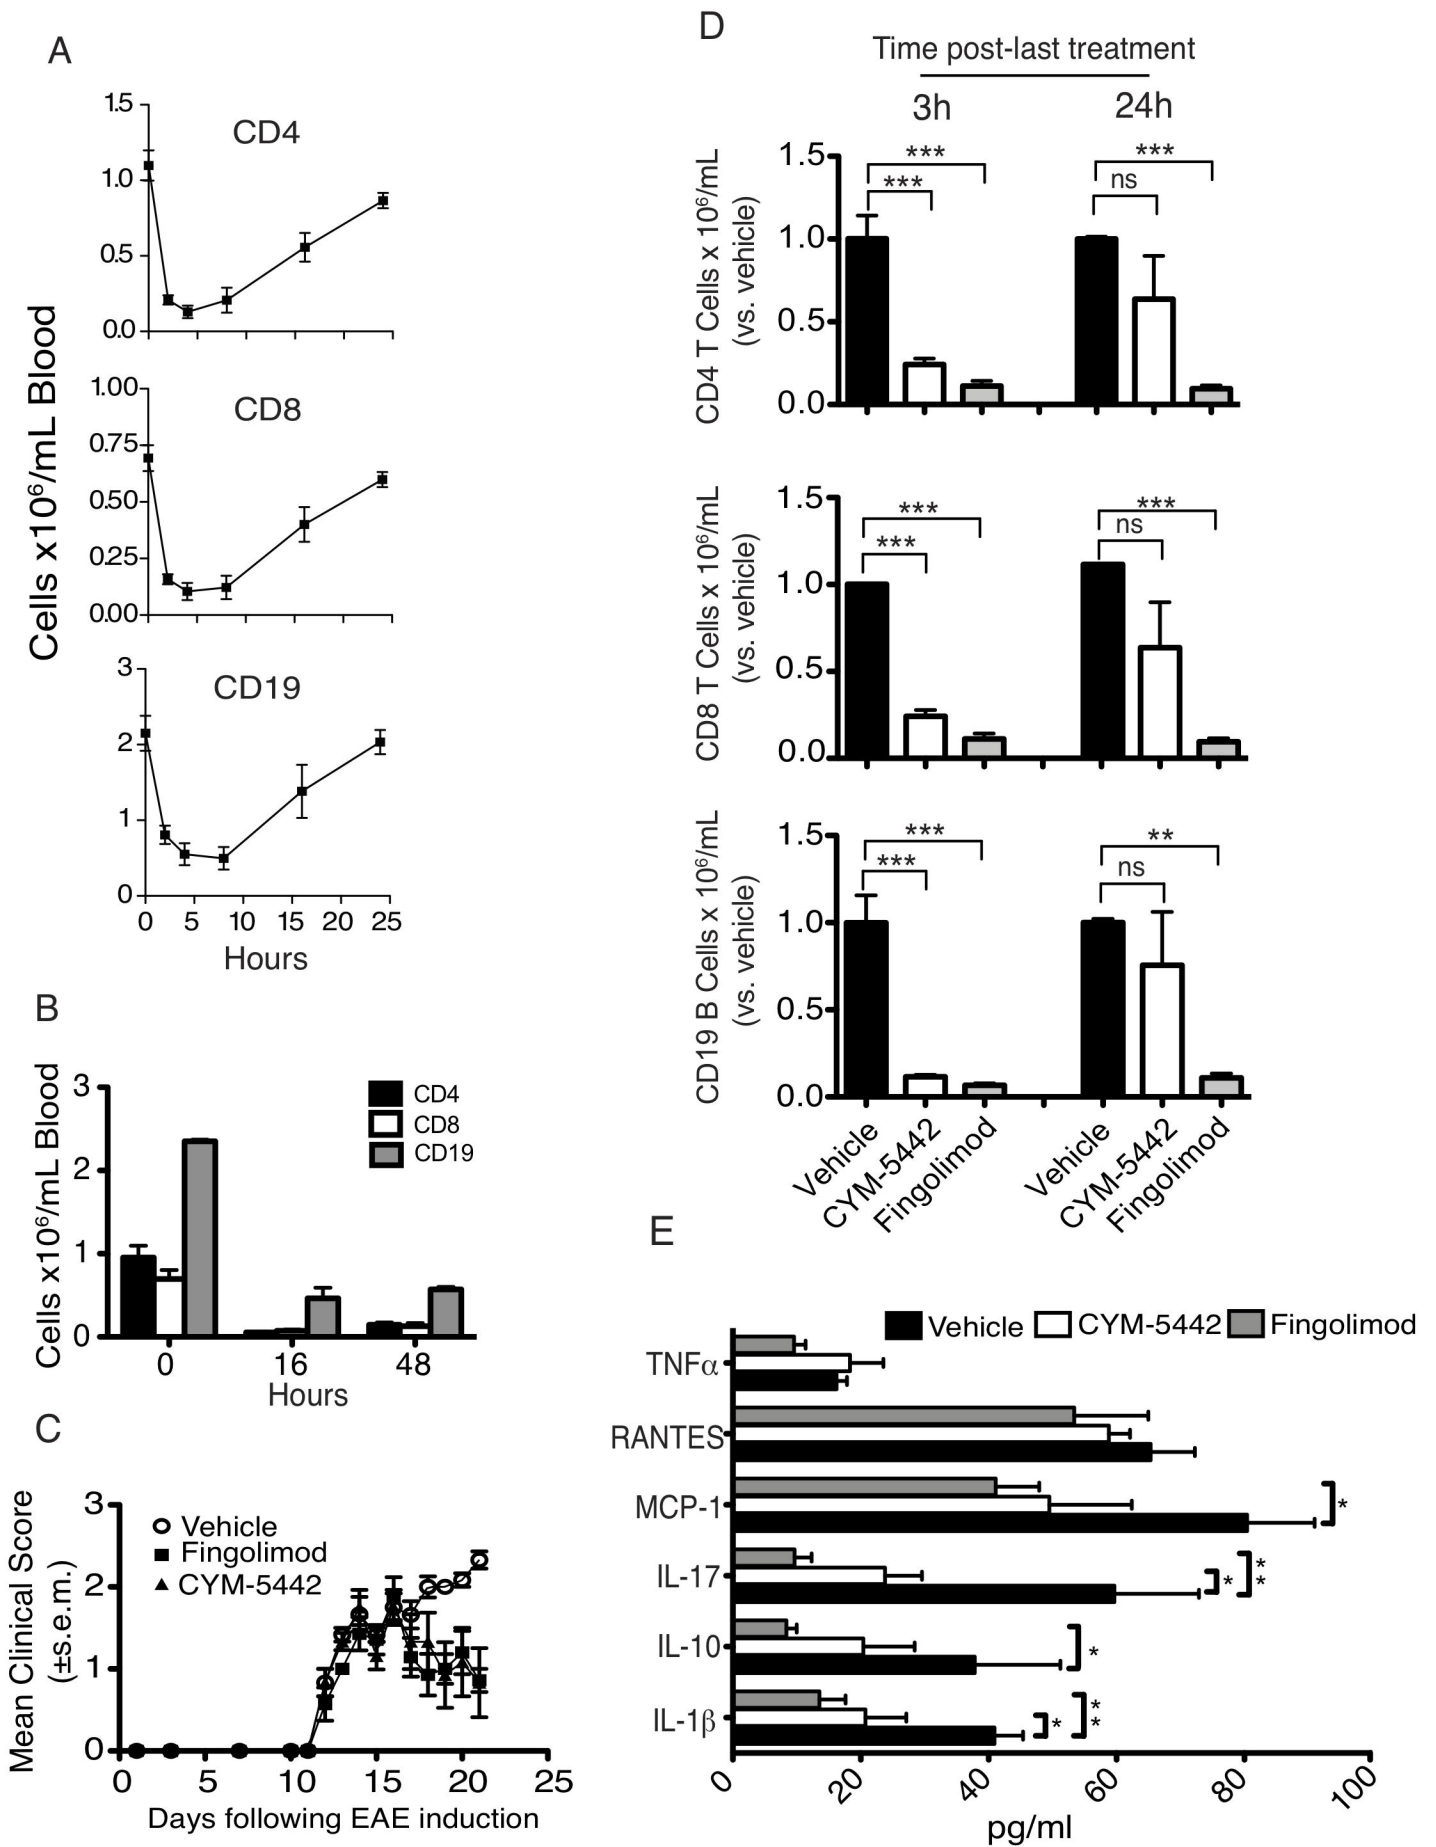 A
CD4
1.5
1.0
0.5
0.0
CD8
1.00
0.75
0.50
0.25
0.00
CD19
3
2
1
0
0 5 10 15 20 25
Hours
Cells x10⁶/mL Blood
B
Cells x10⁶/mL Blood
3
2
1
0
CD4
CD8
CD19
0 16 48
Hours
C
Mean Clinical Score
(±s.e.m.)
3
2
1
0
Vehicle
Fingolimod
CYM-5442
0 5 10 15 20 25
Days following EAE induction
D
Time post-last treatment
3h 24h
CD4 T Cells x 10⁶/mL
(vs. vehicle)
1.5
1.0
0.5
0.0
*** ***
*** ns
CD8 T Cells x 10⁶/mL
(vs. vehicle)
1.5
1.0
0.5
0.0
*** ***
*** ns
CD19 B Cells x 10⁶/mL
(vs. vehicle)
1.5
1.0
0.5
0.0
*** **
*** ns
Vehicle
CYM-5442
Fingolimod
Vehicle
CYM-5442
Fingolimod
E
Vehicle CYM-5442 Fingolimod
TNFα
RANTES
MCP-1 *
IL-17 * **
IL-10 *
IL-1β * **
0 20 40 60 80 100
pg/ml